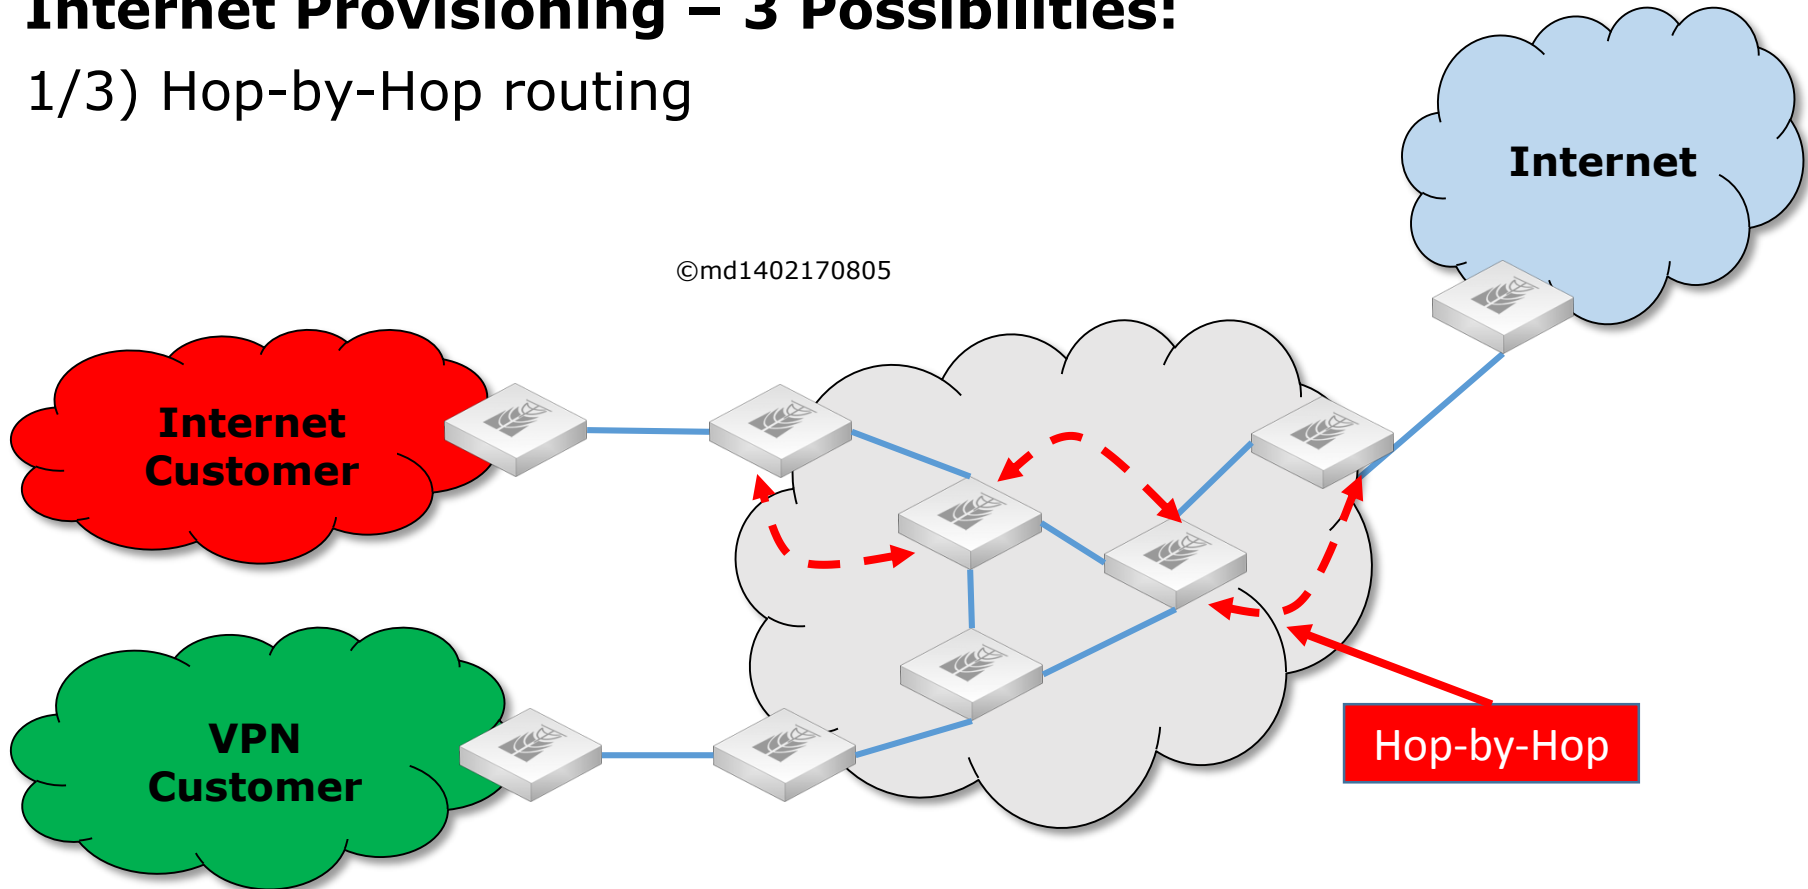 Internet Provisioning – 3 Possibilities:
1/3) Hop-by-Hop routing
Internet
©md1402170805
Internet
Customer
VPN
Customer
Hop-by-Hop